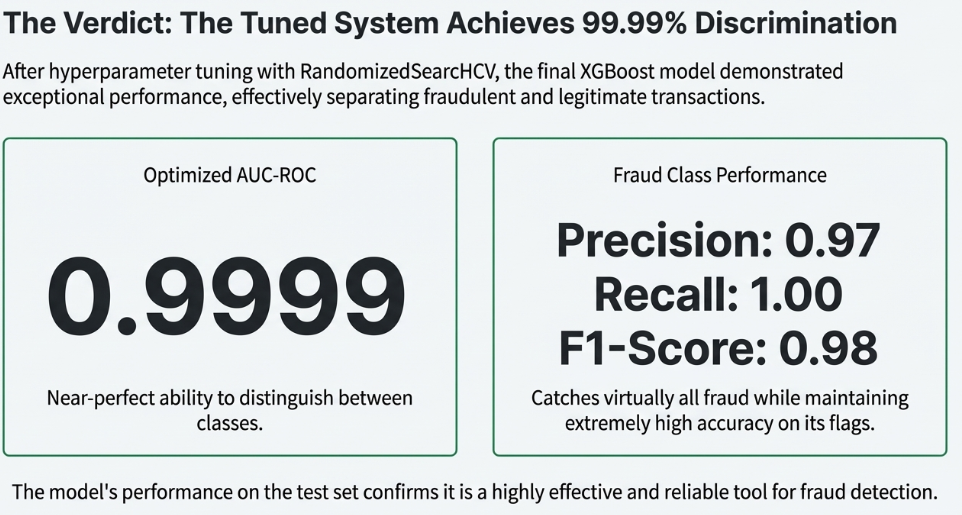 The Verdict: The Tuned System Achieves 99.99% Discrimination
After hyperparameter tuning with RandomizedSearcHCV, the final XGBoost model demonstrated
exceptional performance, effectively separating fraudulent and legitimate transactions.
Optimized AUC-ROC
0.9999
Near-perfect ability to distinguish between
classes.
Fraud Class Performance
Precision: 0.97
Recall: 1.00
F1-Score: 0.98
Catches virtually all fraud while maintaining
extremely high accuracy on its flags.
The model's performance on the test set confirms it is a highly effective and reliable tool for fraud detection.